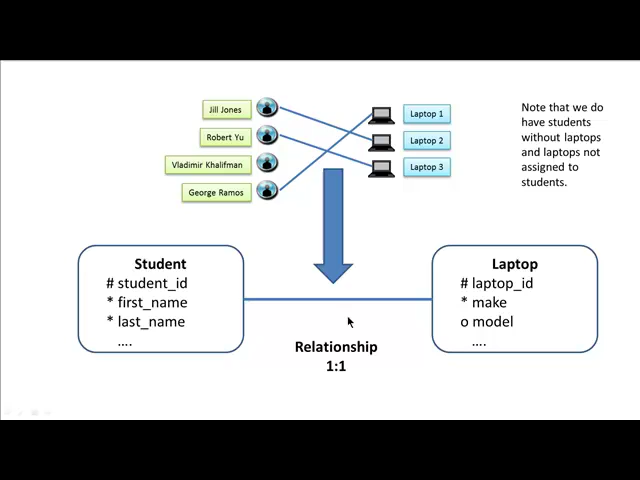 Jill Jones
Robert Yu
Vladimir Khalifman
George Ramos
Laptop 1
Laptop 2
Laptop 3
Note that we do
have students
without laptops
and laptops not
assigned to
students.
Student
# student_id
* first_name
* last_name
....
Relationship
1:1
Laptop
# laptop_id
* make
o model
....